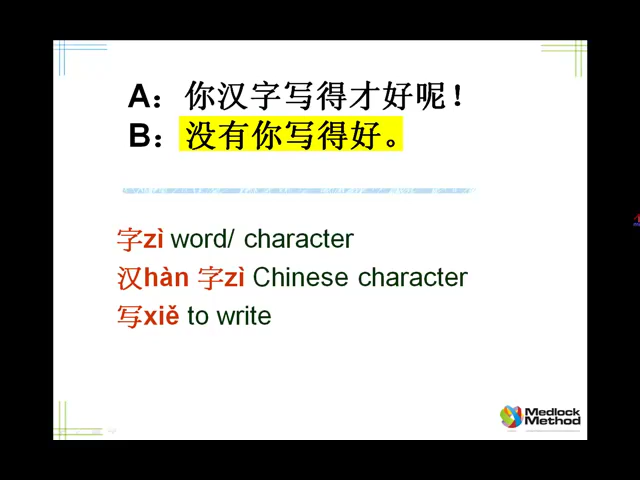 A：你汉字写得才好呢！
B：没有你写得好。
字zì word/ character
汉hàn 字zì Chinese character
写xiě to write
Medlock
Method